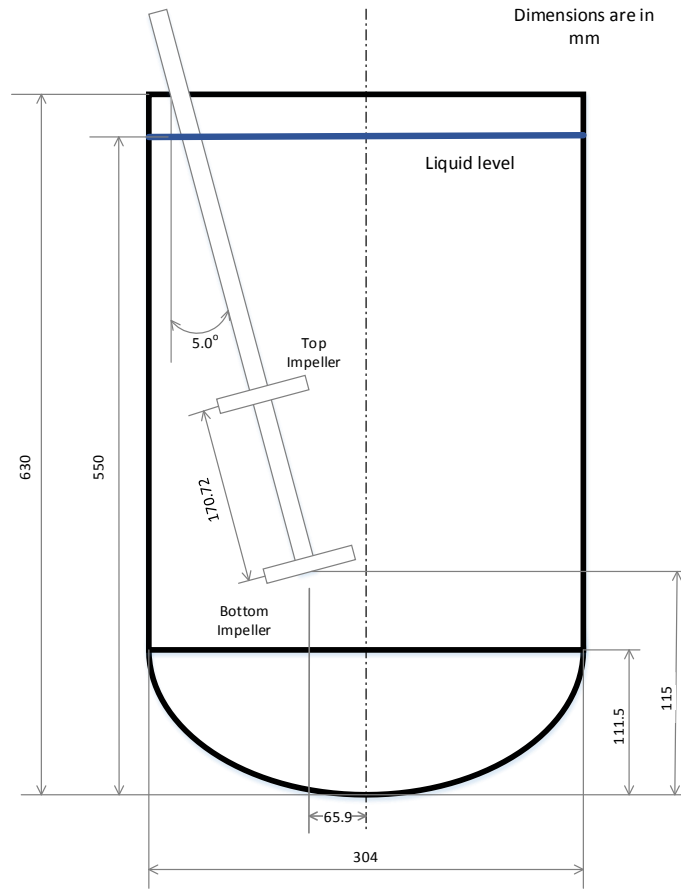 Dimensions are in
mm
Liquid level
5.0°
Top
Impeller
630
550
170.72
Bottom
Impeller
111.5
115
65.9
304